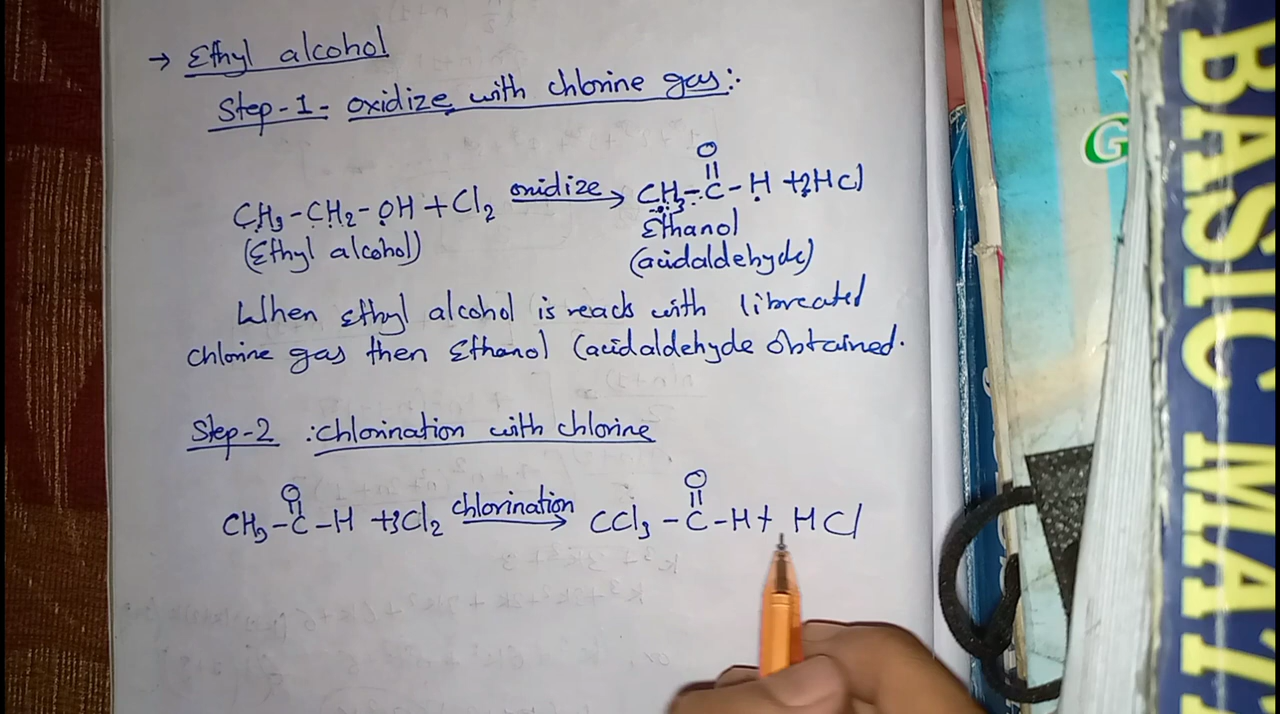 → Ethyl alcohol
Step-1- oxidize with chlorine gas:
O
CH3-CH2-OH + Cl2 oxidize → CH3-C-H +2HCl
(Ethyl alcohol) Ethanol
(acidaldehyde)
When Ethyl alcohol is reacts with libreated
chlorine gas then Ethanol (acidaldehyde obtained.
Step-2 :chlorination with chlorine
O O
CH3-C-H +3Cl2 chlorination → CCl3-C-H + HCl
G
BASIC MAT